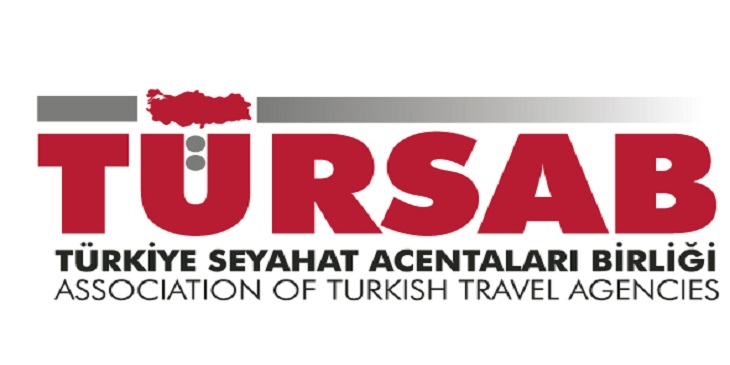 TÜRSAB
TÜRKİYE SEYAHAT ACENTALARI BİRLİĞİ
ASSOCIATION OF TURKISH TRAVEL AGENCIES